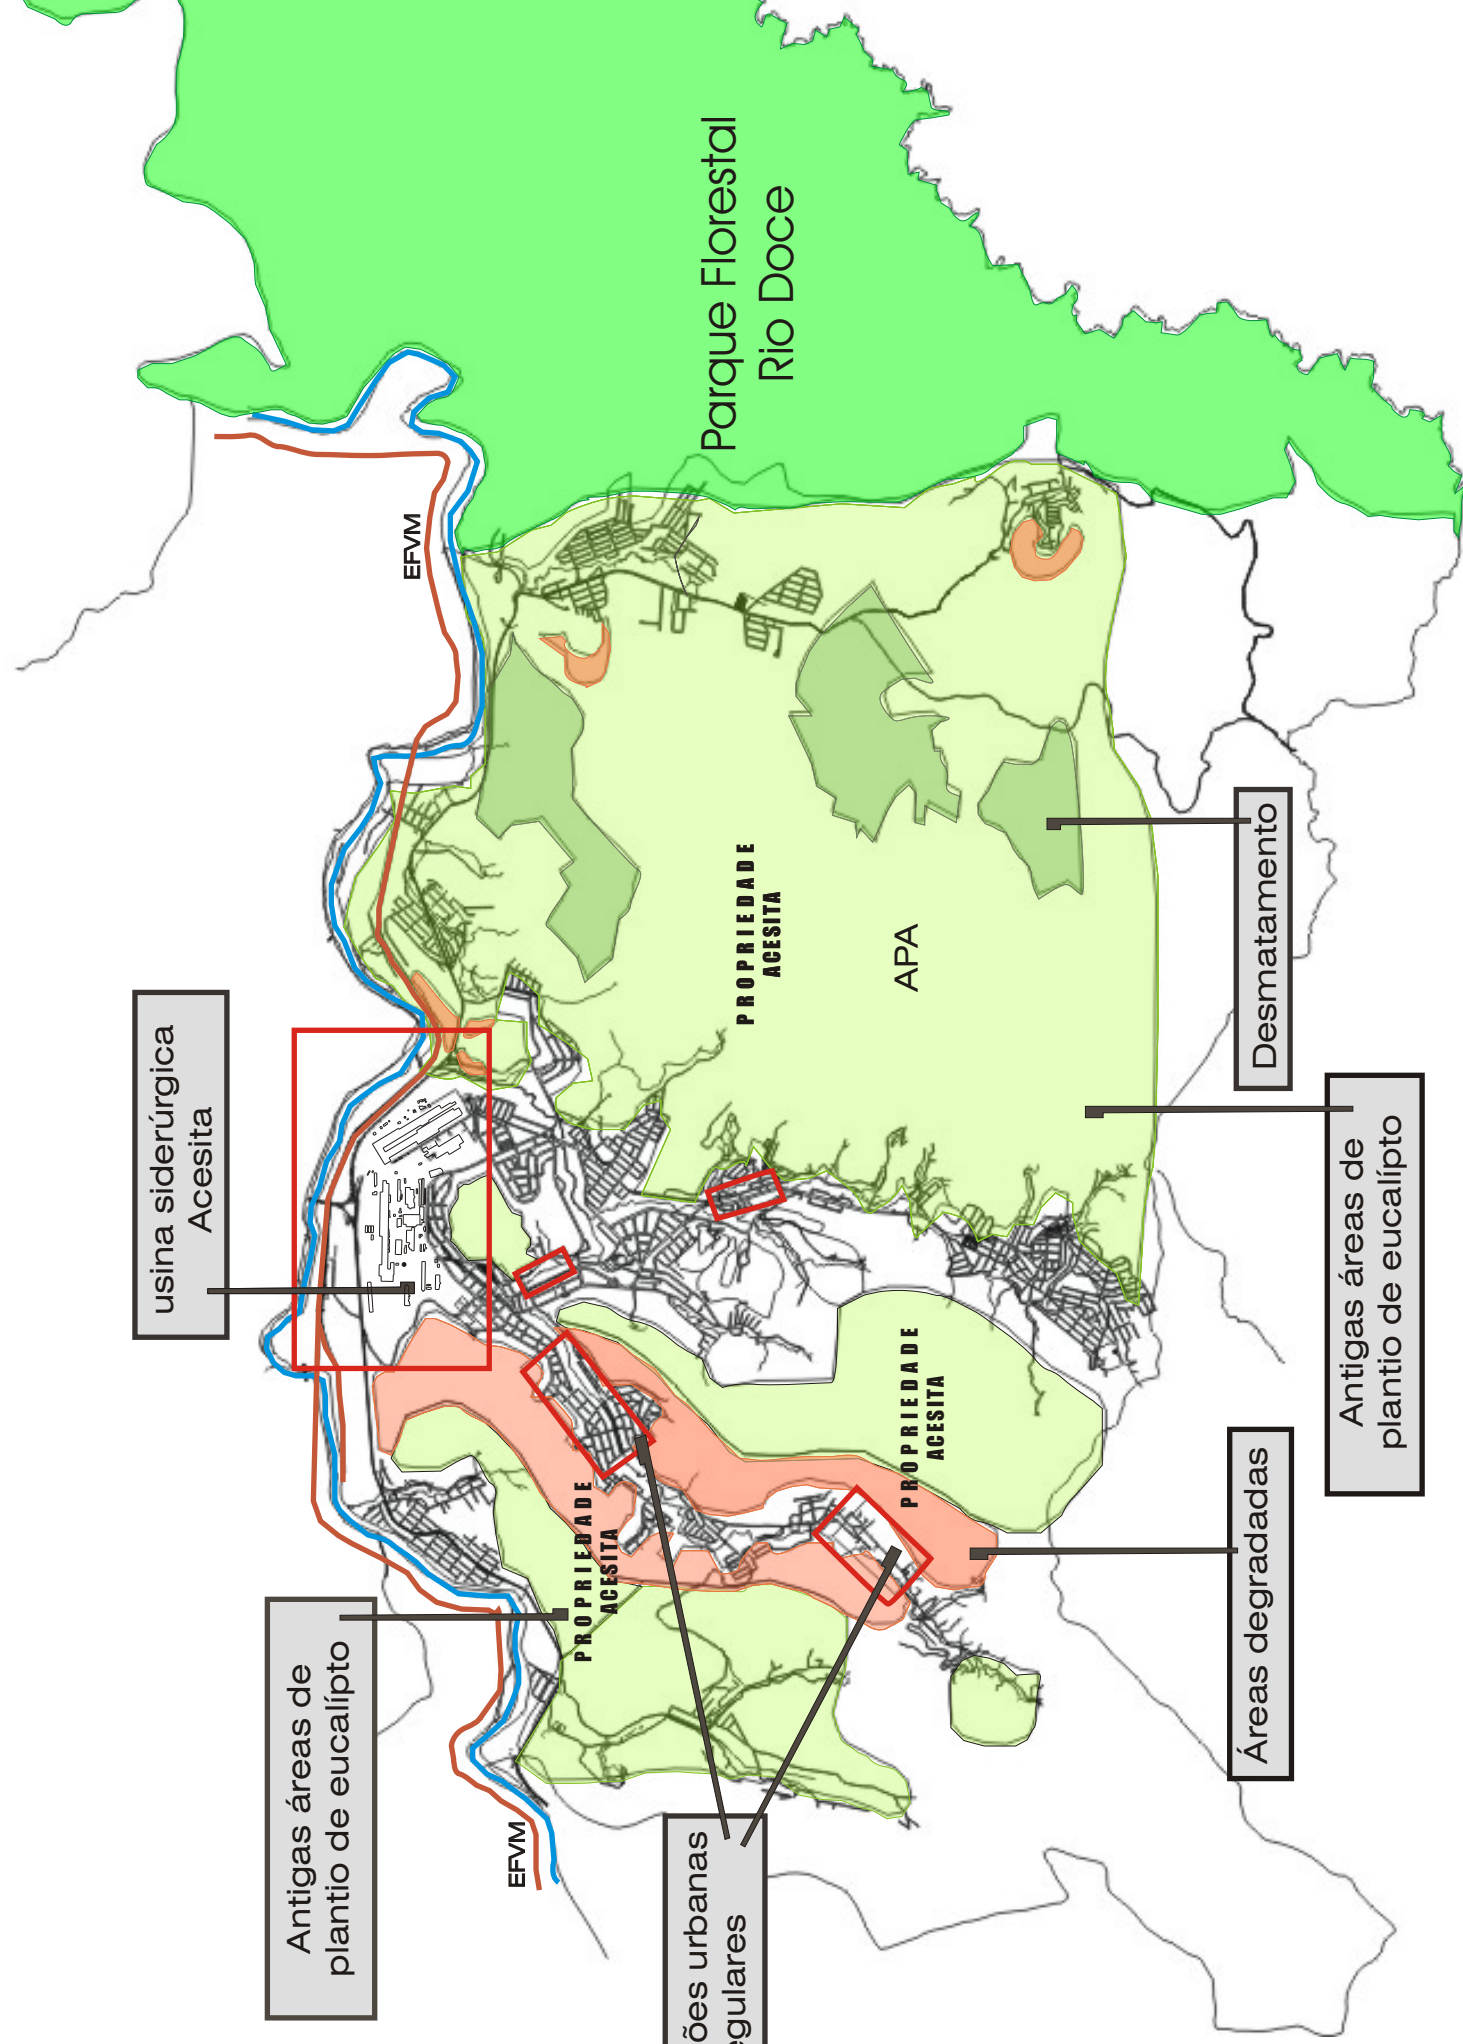 Parque Florestal
Rio Doce
EFVM
PROPRIEDADE
ACESITA
APA
Desmatamento
usina siderúrgica
Acesita
Antigas áreas de
plantio de eucalípto
PROPRIEDADE
ACESITA
PROPRIEDADE
ACESITA
Áreas degradadas
Antigas áreas de
plantio de eucalípto
EFVM
ões urbanas
egulares